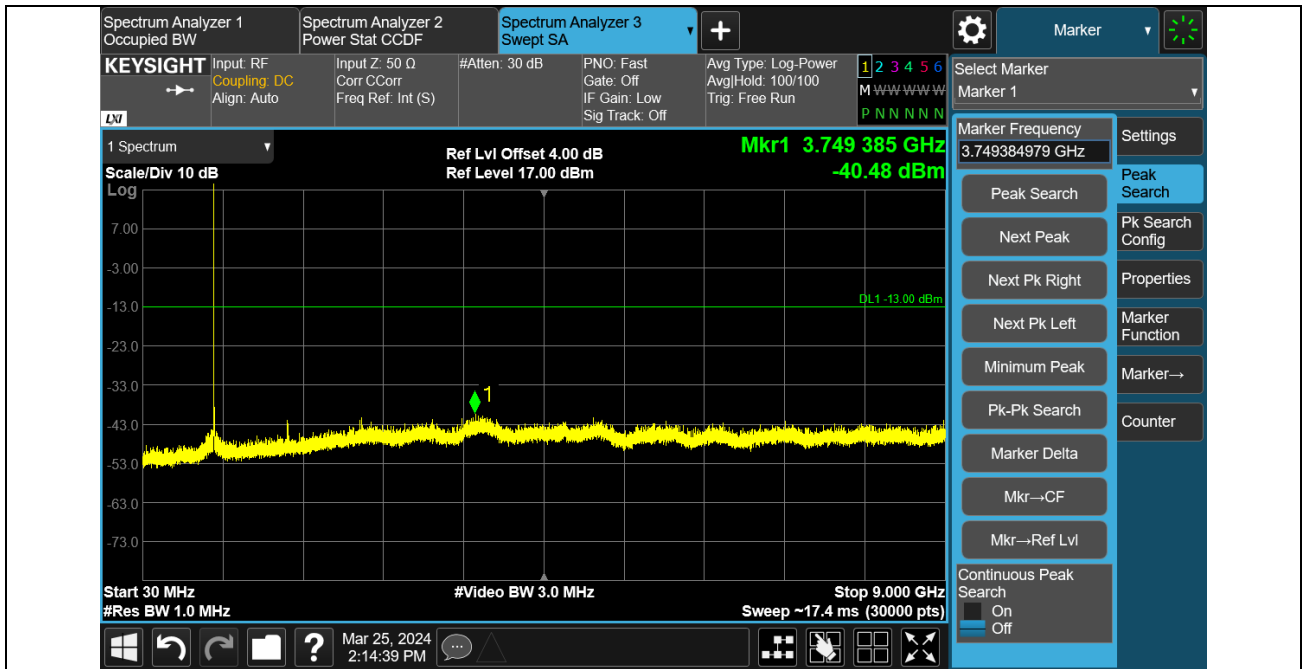 Spectrum Analyzer 1
Occupied BW
Spectrum Analyzer 2
Power Stat CCDF
Spectrum Analyzer 3
Swept SA
Marker
KEYSIGHT
LXI
Input: RF
Coupling: DC
Align: Auto
Input Z: 50 Ω
Corr CCorr
Freq Ref: Int (S)
#Atten: 30 dB
PNO: Fast
Gate: Off
IF Gain: Low
Sig Track: Off
Avg Type: Log-Power
Avg|Hold: 100/100
Trig: Free Run
1 2 3 4 5 6
M W W W W W
P N N N N N
Select Marker
Marker 1
1 Spectrum
Scale/Div 10 dB
Ref Lvl Offset 4.00 dB
Ref Level 17.00 dBm
Mkr1 3.749 385 GHz
-40.48 dBm
Log
7.00
-3.00
-13.0
-23.0
-33.0
-43.0
-53.0
-63.0
-73.0
DL1 -13.00 dBm
1
Start 30 MHz
#Res BW 1.0 MHz
#Video BW 3.0 MHz
Stop 9.000 GHz
Sweep ~17.4 ms (30000 pts)
Marker Frequency
3.749384979 GHz
Peak Search
Next Peak
Next Pk Right
Next Pk Left
Minimum Peak
Pk-Pk Search
Marker Delta
Mkr→CF
Mkr→Ref Lvl
Continuous Peak
Search
On
Off
Settings
Peak
Search
Pk Search
Config
Properties
Marker
Function
Marker→
Counter
?
Mar 25, 2024
2:14:39 PM